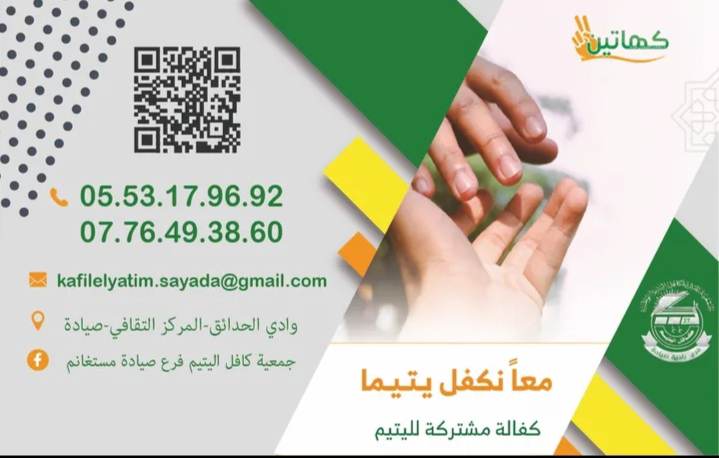 كهاتين
05.53.17.96.92
07.76.49.38.60
kafilelyatim.sayada@gmail.com
وادي الحدائق-المركز الثقافي-صيادة
جمعية كافل اليتيم فرع صيادة مستغانم
معاً نكفل يتيما
كفالة مشتركة لليتيم